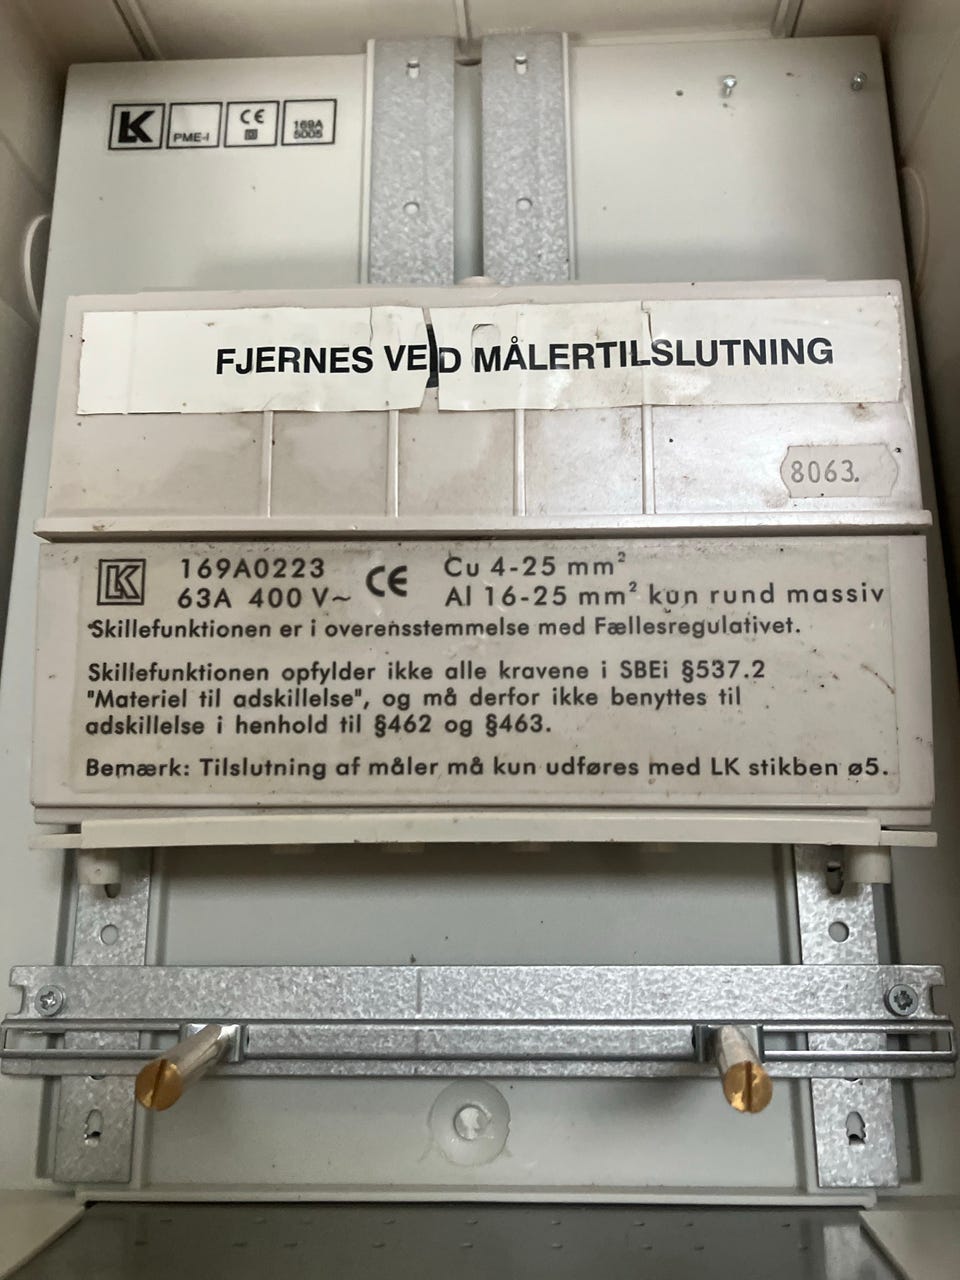 LK PME-I CE 169A
5005
FJERNES VED MÅLERTILSLUTNING
8063.
LK 169A0223 CE Cu 4-25 mm²
63A 400 V~ Al 16-25 mm² kun rund massiv
Skillefunktionen er i overensstemmelse med Fællesregulativet.
Skillefunktionen opfylder ikke alle kravene i SBEi §537.2
"Materiel til adskillelse", og må derfor ikke benyttes til
adskillelse i henhold til §462 og §463.
Bemærk: Tilslutning af måler må kun udføres med LK stikben ø5.